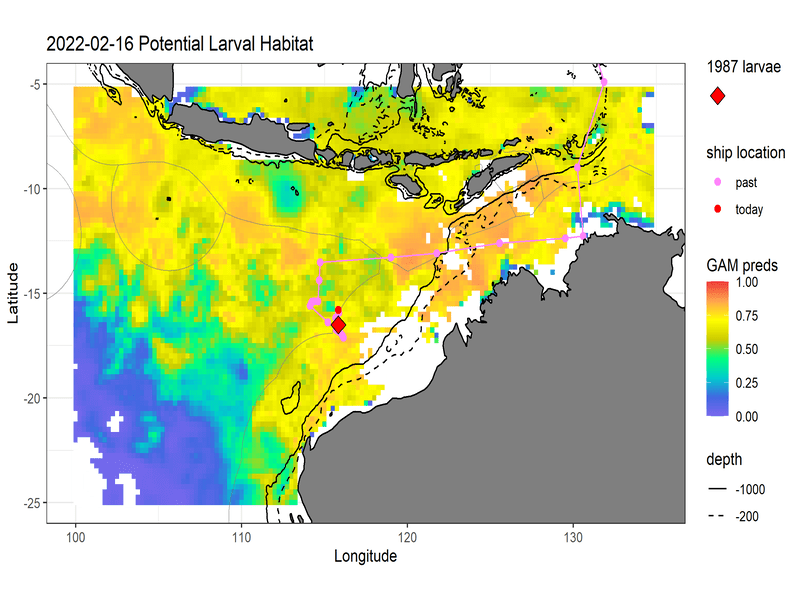 2022-02-16 Potential Larval Habitat
-5
-10
-15
-20
-25
Latitude
100
110
120
130
Longitude
1987 larvae
ship location
past
today
GAM preds
1.00
0.75
0.50
0.25
0.00
depth
-1000
-200